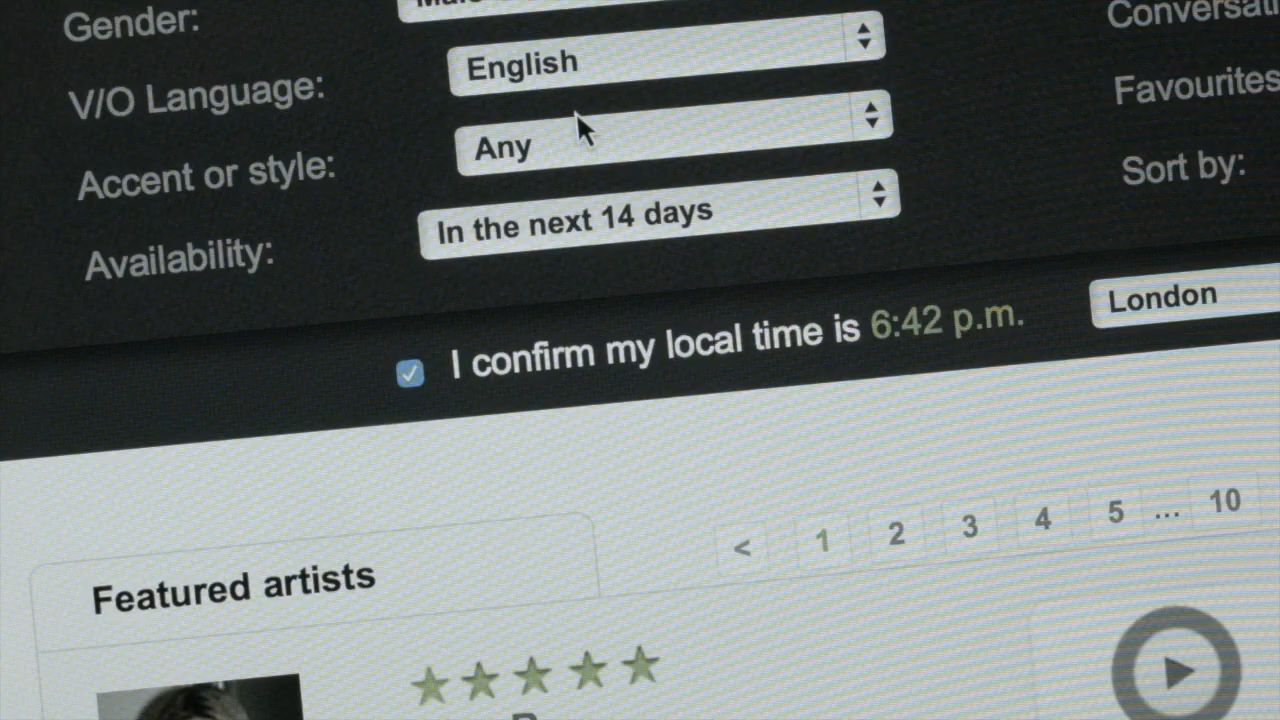 Gender:
V/O Language: English
Accent or style: Any
Availability: In the next 14 days
Favourites
Sort by:
I confirm my local time is 6:42 p.m. London
< 1 2 3 4 5 ... 10
Featured artists